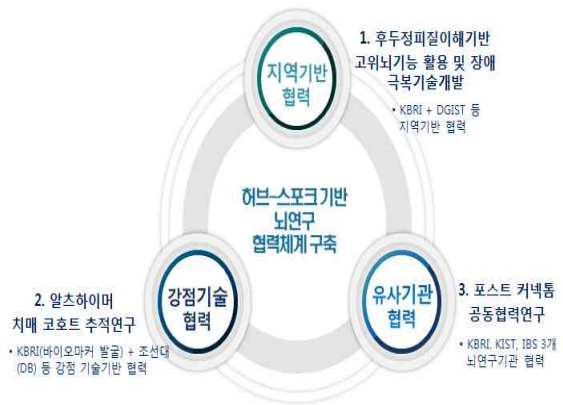 지역기반
협력
1. 후두정피질이해기반
고위뇌기능 활용 및 장애
극복기술개발
• KBRI + DGIST 등
지역기반 협력
허브-스포크 기반
뇌연구
협력체계 구축
강점기술
협력
2. 알츠하이머
치매 코호트 추적연구
• KBRI(바이오마커 발굴) + 조선대
(DB) 등 강점 기술기반 협력
유사기관
협력
3. 포스트 커넥톰
공동협력연구
• KBRI. KIST, IBS 3개
뇌연구기관 협력